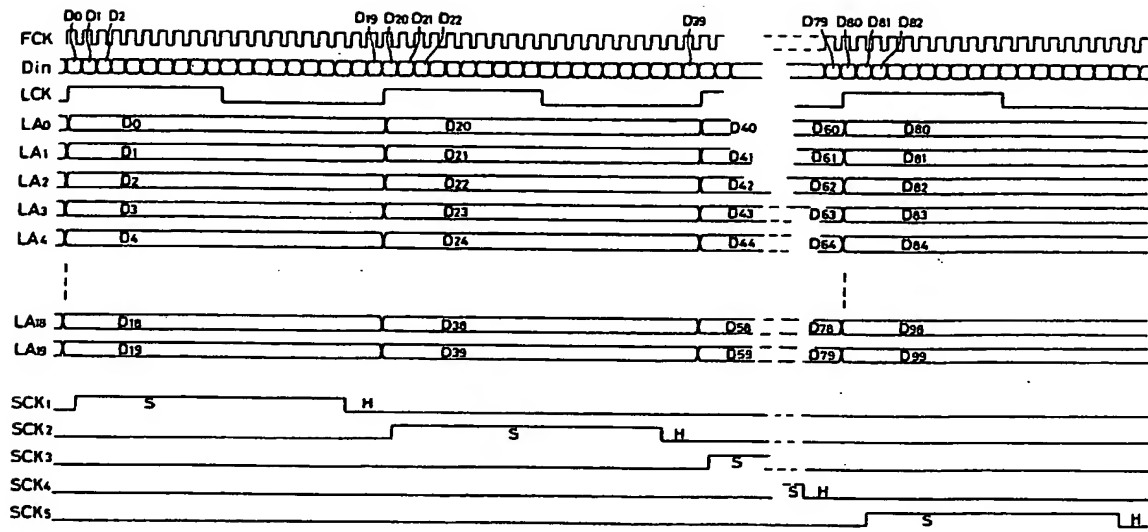 D0 D1 D2 D19 D20 D21 D22 D39 D79 D80 D81 D82
FCK
Din
LCK
LA0 D0 D20 D40 D60 D80
LA1 D1 D21 D41 D61 D81
LA2 D2 D22 D42 D62 D82
LA3 D3 D23 D43 D63 D83
LA4 D4 D24 D44 D64 D84
LA18 D18 D38 D58 D78 D98
LA19 D19 D39 D59 D79 D99
SCK1 S H
SCK2 S H
SCK3 S
SCK4 S H
SCK5 S H